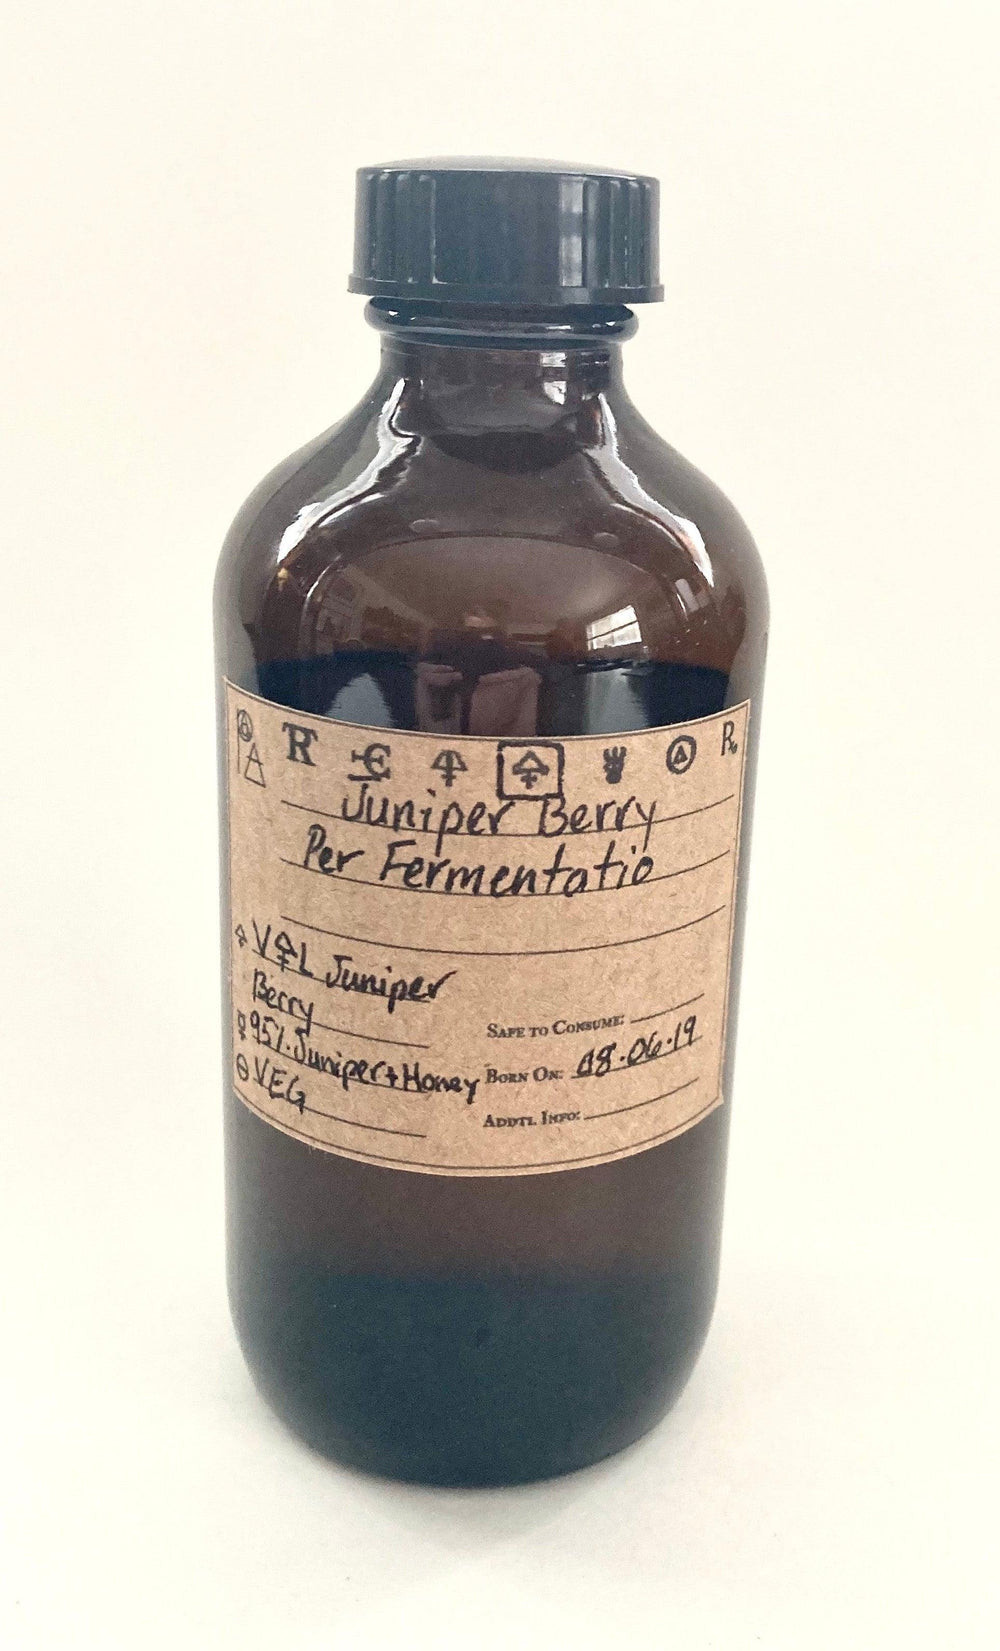 Juniper Berry
Per Fermentatio
V🜍L Juniper
Berry
95%. Juniper + Honey
VEG
SAFE TO CONSUME:
BORN ON: 08.06.19
ADDTL. INFO: